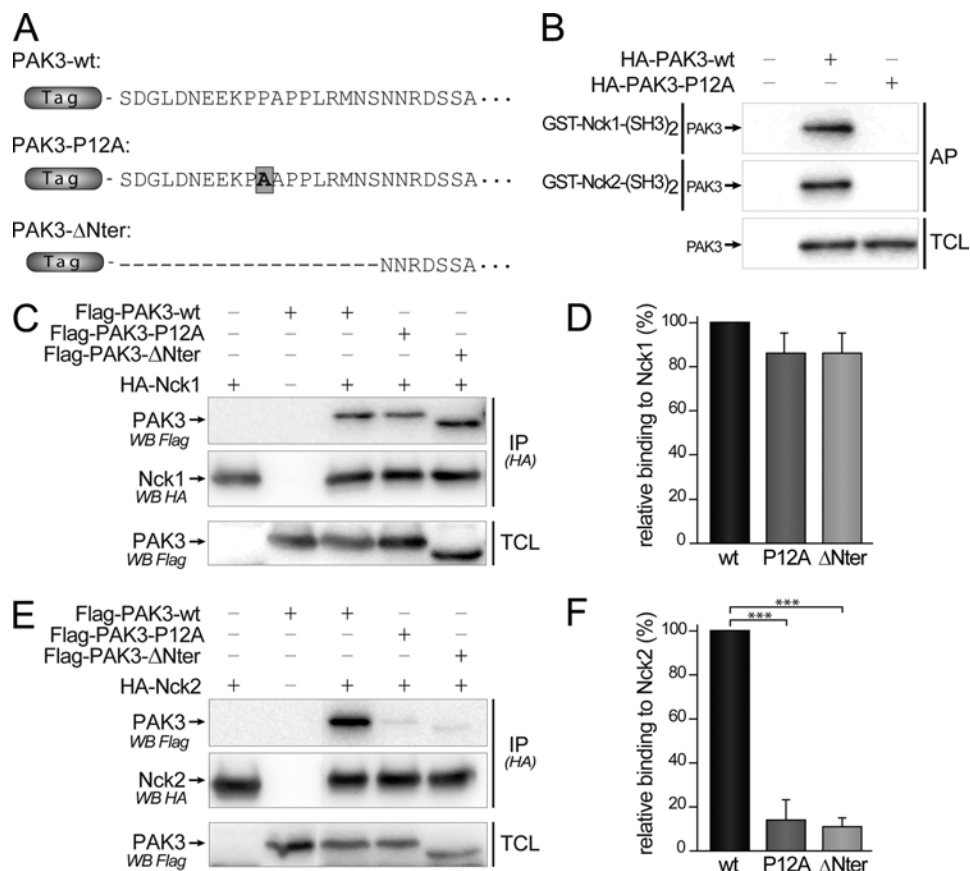 A
PAK3-wt:
Tag - SDGLDNEEKPPAPPLRMNSNNRDSSA···
PAK3-P12A:
Tag - SDGLDNEEKPAAPPLRMNSNNRDSSA···
PAK3-ΔNter:
Tag - ------------------NNRDSSA···
B
HA-PAK3-wt – + –
HA-PAK3-P12A – – +
GST-Nck1-(SH3)2 PAK3
GST-Nck2-(SH3)2 PAK3
AP
PAK3 TCL
C
Flag-PAK3-wt – + + – –
Flag-PAK3-P12A – – – + –
Flag-PAK3-ΔNter – – – – +
HA-Nck1 + – + + +
PAK3
WB Flag
Nck1
WB HA
IP
(HA)
PAK3 TCL
WB Flag
D
relative binding to Nck1 (%)
100
80
60
40
20
0
wt P12A ΔNter
E
Flag-PAK3-wt – + + – –
Flag-PAK3-P12A – – – + –
Flag-PAK3-ΔNter – – – – +
HA-Nck2 + – + + +
PAK3
WB Flag
Nck2
WB HA
IP
(HA)
PAK3 TCL
WB Flag
F
relative binding to Nck2 (%)
***
***
100
80
60
40
20
0
wt P12A ΔNter